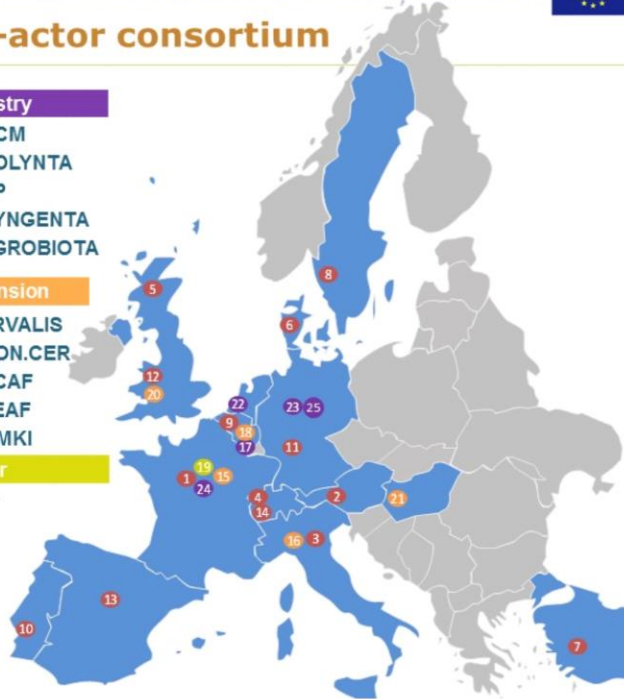 -actor consortium
stry
CM
OLYNTA
P
YNGENTA
GROBIOTA
nsion
RVALIS
ON.CER
CAF
EAF
MKI
r
5
8
6
12
20
22
23 25
9
18
17
11
19
1
15
24
4
2
21
14
16
3
13
10
7